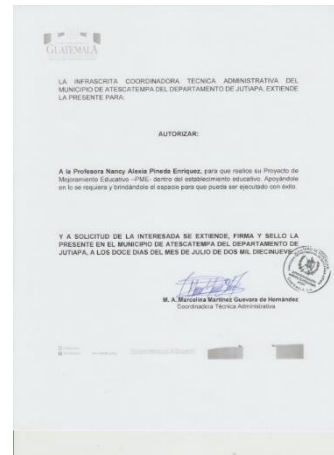 GUATEMALA
LA INFRASCRITA COORDINADORA TECNICA ADMINISTRATIVA DEL
MUNICIPIO DE ATESCATEMPA DEL DEPARTAMENTO DE JUTIAPA, EXTIENDE
LA PRESENTE PARA:
AUTORIZAR:
A la Profesora Nancy Alexia Pineda Enriquez, para que realice su Proyecto de
Mejoramiento Educativo –PME- dentro del establecimiento educativo. Apoyándole
en lo se requiera y brindándole el espacio para que pueda ser ejecutado con éxito.
Y A SOLICITUD DE LA INTERESADA SE EXTIENDE, FIRMA Y SELLO LA
PRESENTE EN EL MUNICIPIO DE ATESCATEMPA DEL DEPARTAMENTO DE
JUTIAPA, A LOS DOCE DIAS DEL MES DE JULIO DE DOS MIL DIECINUEVE
M. A. Marcelina Martínez Guevara de Hernández
Coordinadora Técnica Administrativa